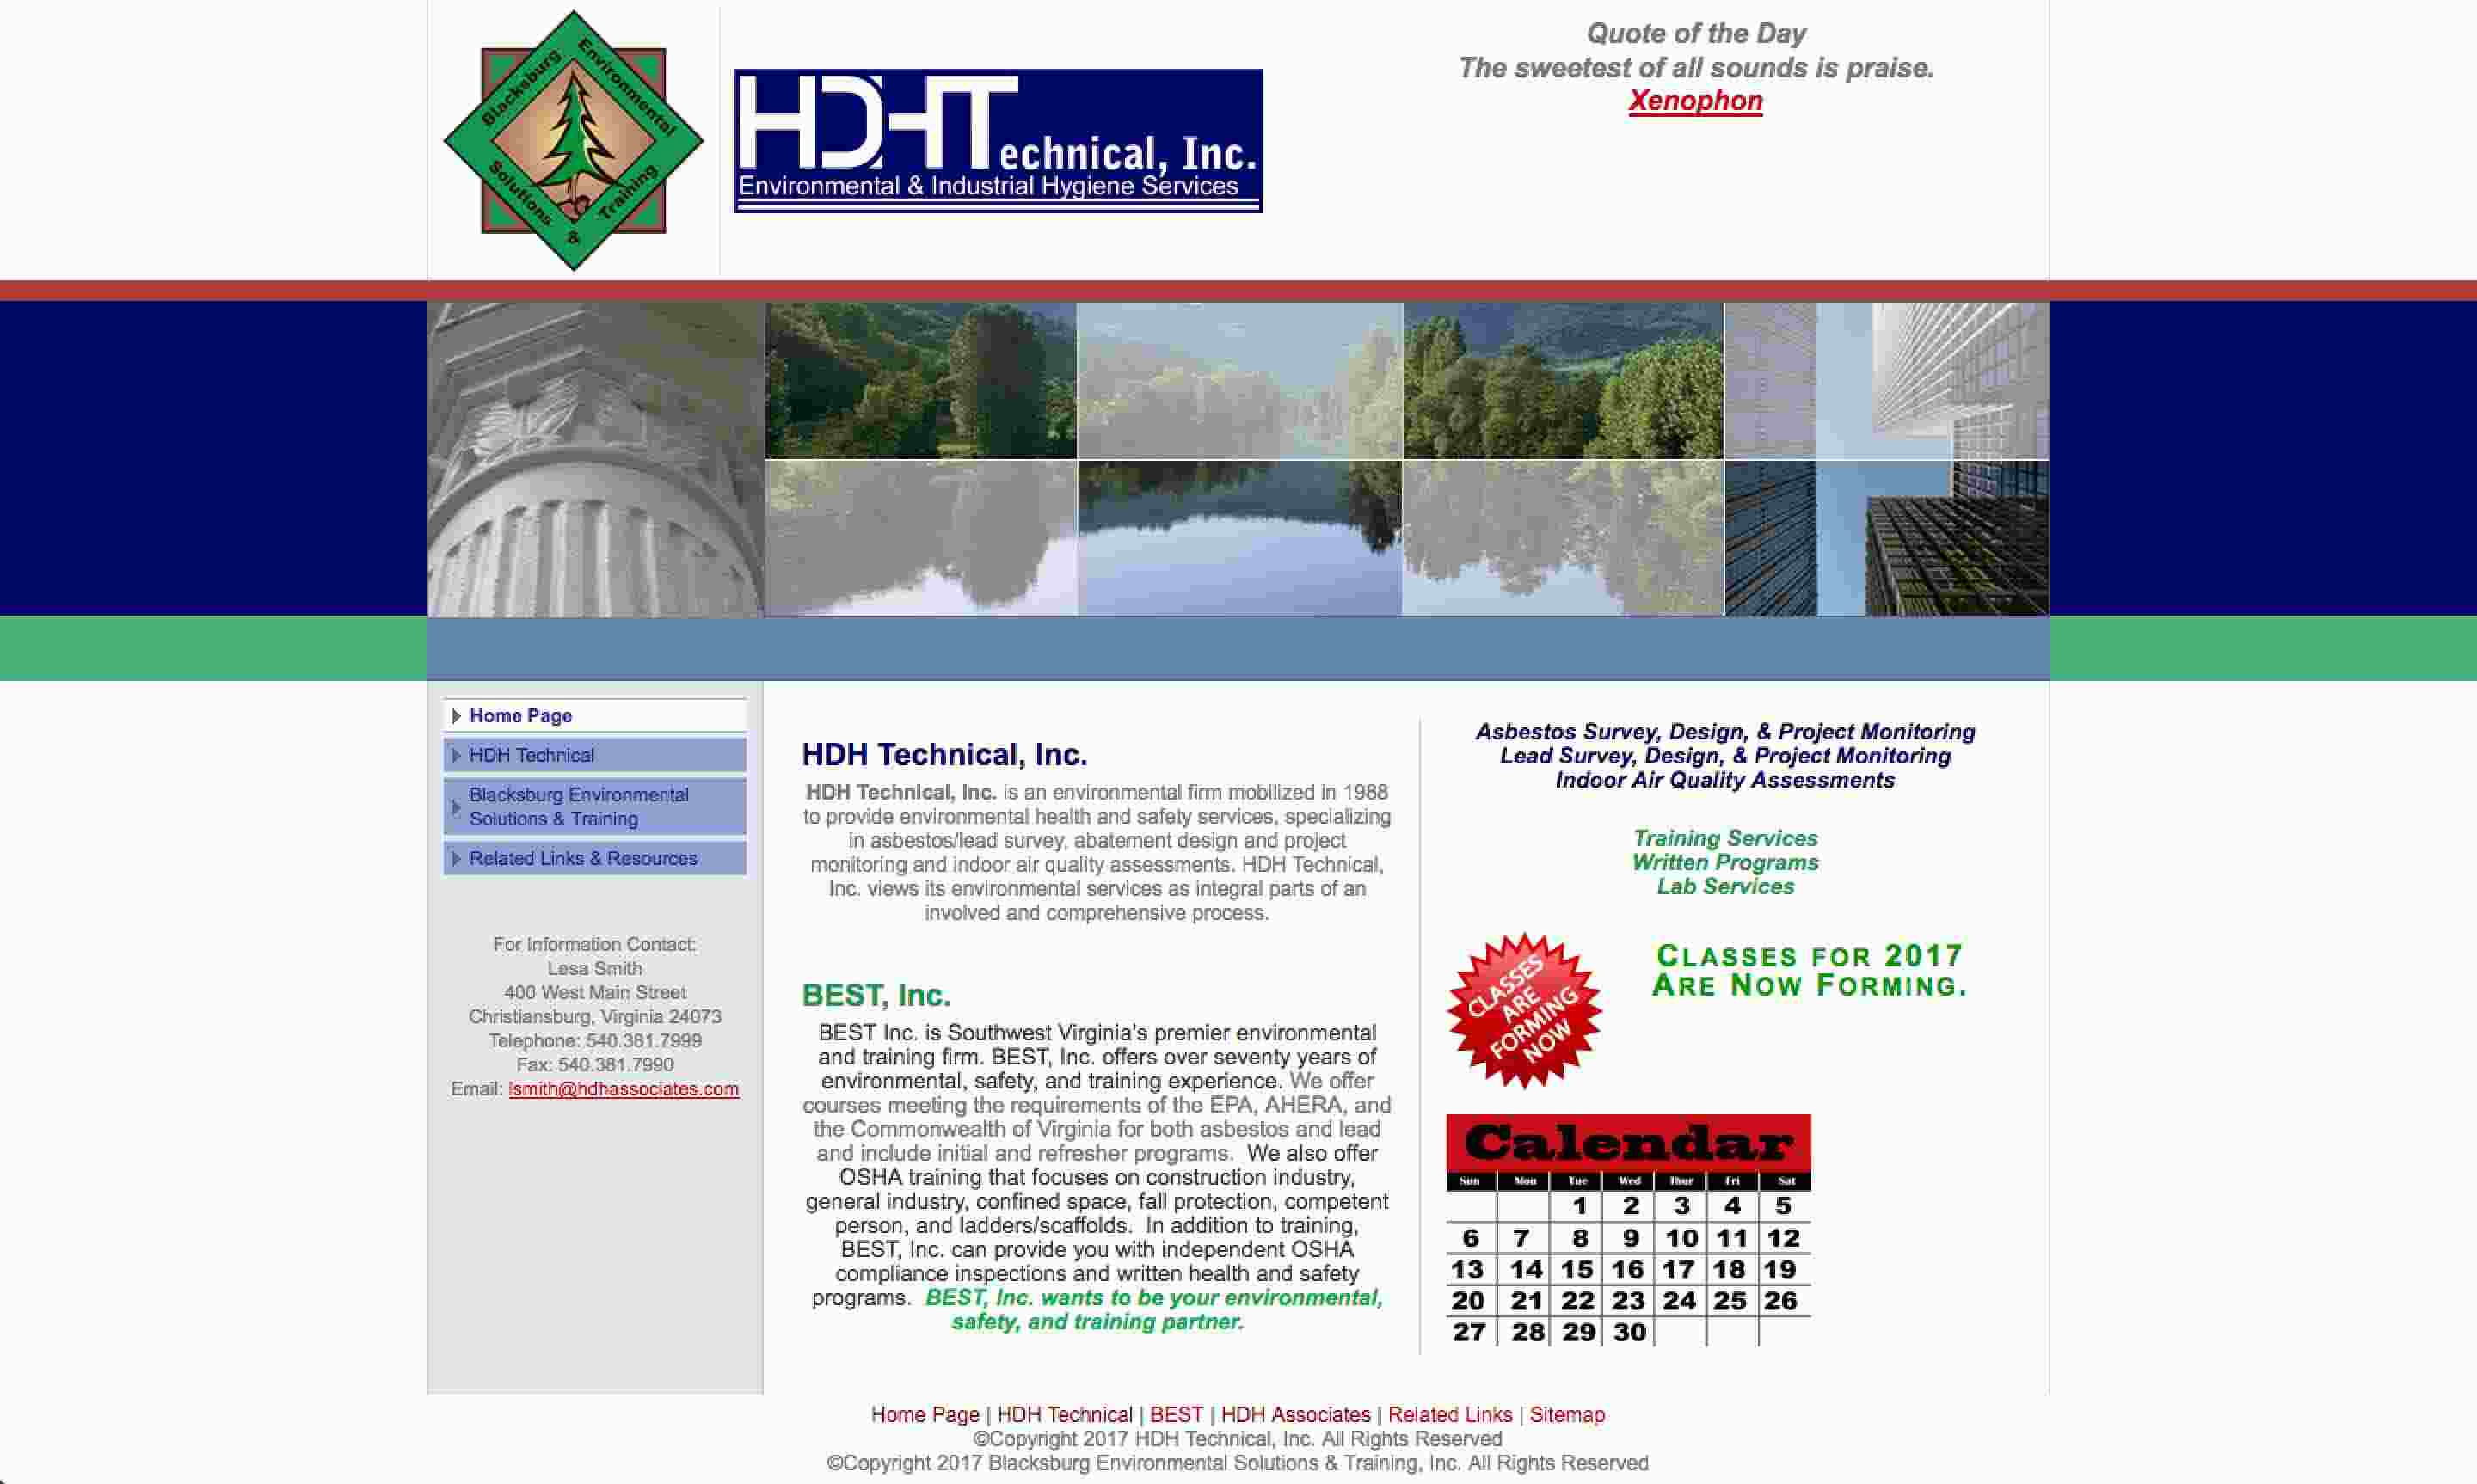 Blacksburg Environmental
Solutions & Training
HDHTechnical, Inc.
Environmental & Industrial Hygiene Services
Quote of the Day
The sweetest of all sounds is praise.
Xenophon
Home Page
HDH Technical
Blacksburg Environmental
Solutions & Training
Related Links & Resources
For Information Contact:
Lesa Smith
400 West Main Street
Christiansburg, Virginia 24073
Telephone: 540.381.7999
Fax: 540.381.7990
Email: lsmith@hdhassociates.com
HDH Technical, Inc.
HDH Technical, Inc. is an environmental firm mobilized in 1988
to provide environmental health and safety services, specializing
in asbestos/lead survey, abatement design and project
monitoring and indoor air quality assessments. HDH Technical,
Inc. views its environmental services as integral parts of an
involved and comprehensive process.
BEST, Inc.
BEST Inc. is Southwest Virginia's premier environmental
and training firm. BEST, Inc. offers over seventy years of
environmental, safety, and training experience. We offer
courses meeting the requirements of the EPA, AHERA, and
the Commonwealth of Virginia for both asbestos and lead
and include initial and refresher programs. We also offer
OSHA training that focuses on construction industry,
general industry, confined space, fall protection, competent
person, and ladders/scaffolds. In addition to training,
BEST, Inc. can provide you with independent OSHA
compliance inspections and written health and safety
programs. BEST, Inc. wants to be your environmental,
safety, and training partner.
Asbestos Survey, Design, & Project Monitoring
Lead Survey, Design, & Project Monitoring
Indoor Air Quality Assessments
Training Services
Written Programs
Lab Services
CLASSES
ARE
FORMING
NOW
CLASSES FOR 2017
ARE NOW FORMING.
Calendar
Sun Mon Tue Wed Thur Fri Sat
1 2 3 4 5
6 7 8 9 10 11 12
13 14 15 16 17 18 19
20 21 22 23 24 25 26
27 28 29 30
Home Page | HDH Technical | BEST | HDH Associates | Related Links | Sitemap
©Copyright 2017 HDH Technical, Inc. All Rights Reserved
©Copyright 2017 Blacksburg Environmental Solutions & Training, Inc. All Rights Reserved